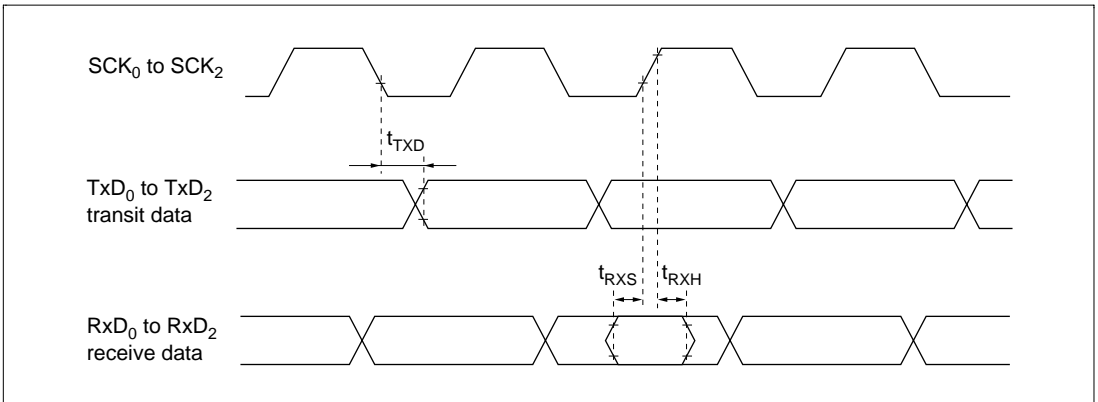 SCK0 to SCK2
tTXD
TxD0 to TxD2
transit data
tRXS tRXH
RxD0 to RxD2
receive data